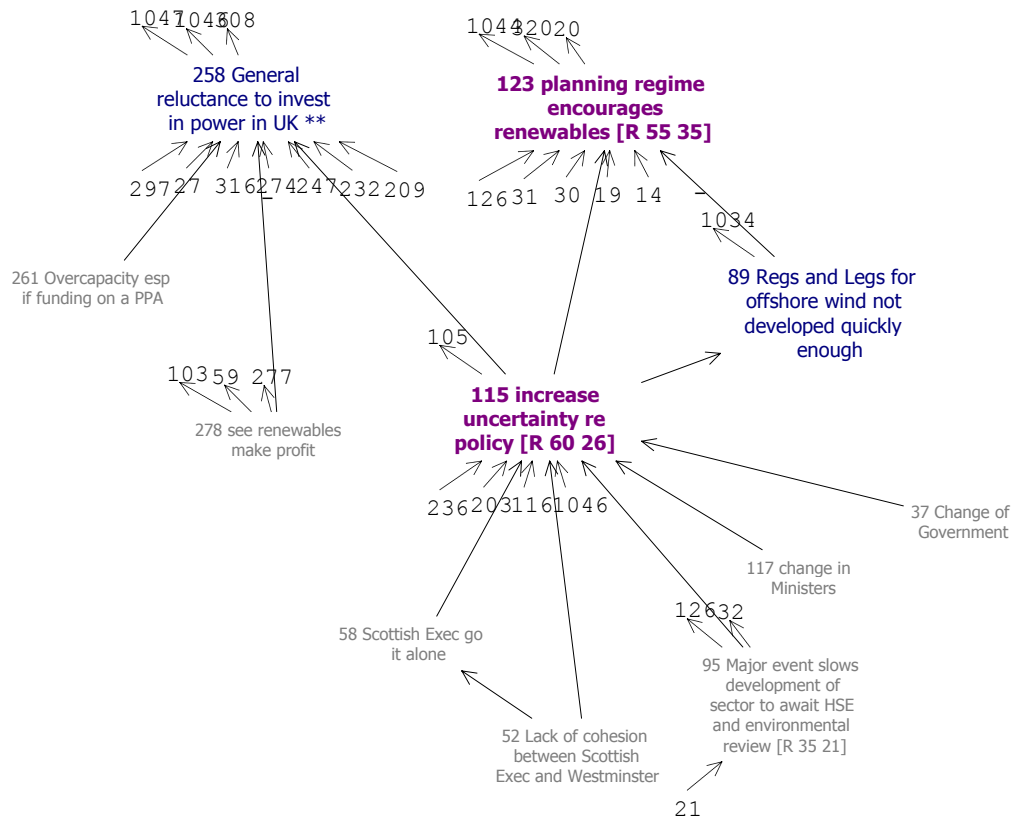 1047 1043 608
1044 32020
258 General
reluctance to invest
in power in UK **
123 planning regime
encourages
renewables [R 55 35]
297 27 316 274 247 232 209
-
126 31 30 19 14
-
1034
261 Overcapacity esp
if funding on a PPA
89 Regs and Legs for
offshore wind not
developed quickly
enough
105
103 59 277
115 increase
uncertainty re
policy [R 60 26]
278 see renewables
make profit
236 203 116 1046
37 Change of
Government
117 change in
Ministers
126 32
58 Scottish Exec go
it alone
95 Major event slows
development of
sector to await HSE
and environmental
review [R 35 21]
52 Lack of cohesion
between Scottish
Exec and Westminster
21